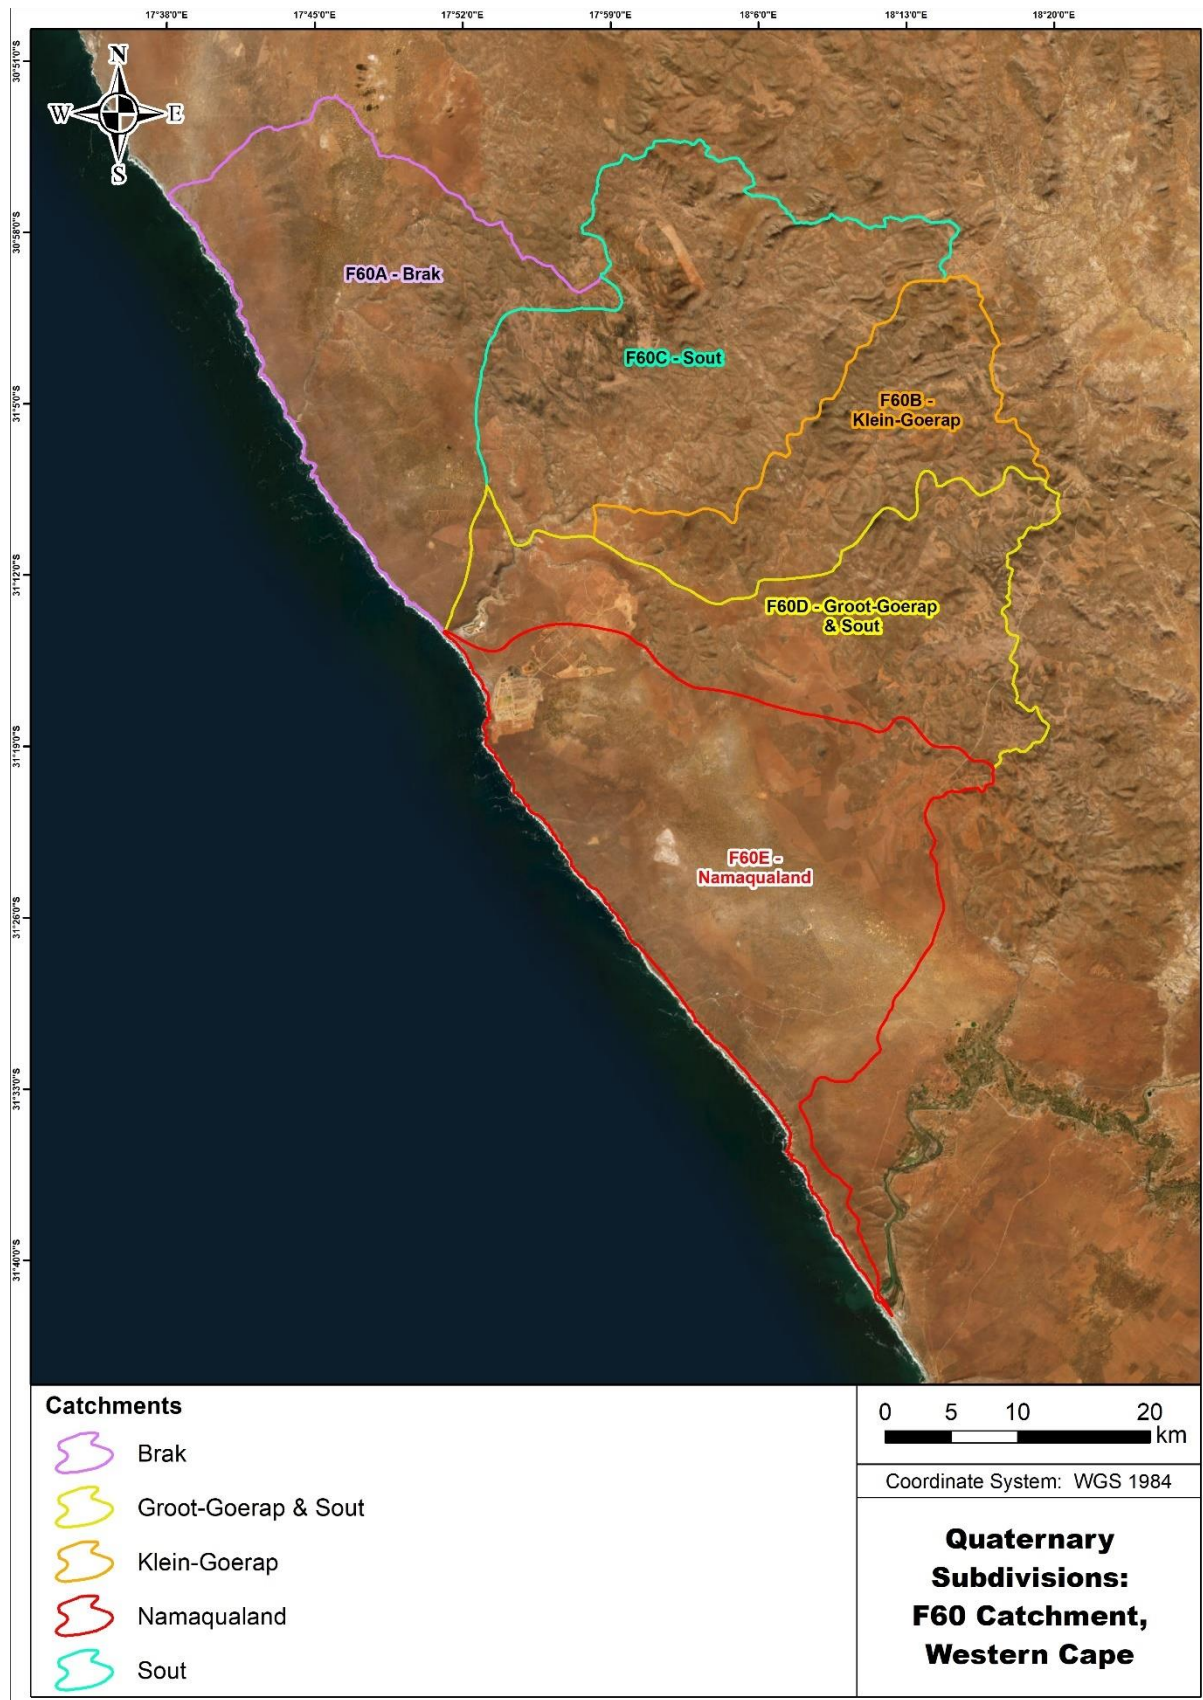 17°38'0"E 17°45'0"E 17°52'0"E 17°59'0"E 18°6'0"E 18°13'0"E 18°20'0"E
30°51'0"S
30°58'0"S
31°5'0"S
31°12'0"S
31°19'0"S
31°26'0"S
31°33'0"S
31°40'0"S
N
W E
S
F60A - Brak
F60C - Sout
F60B -
Klein-Goerap
F60D - Groot-Goerap
& Sout
F60E -
Namaqualand
Catchments
Brak
Groot-Goerap & Sout
Klein-Goerap
Namaqualand
Sout
0 5 10 20
km
Coordinate System: WGS 1984
Quaternary
Subdivisions:
F60 Catchment,
Western Cape